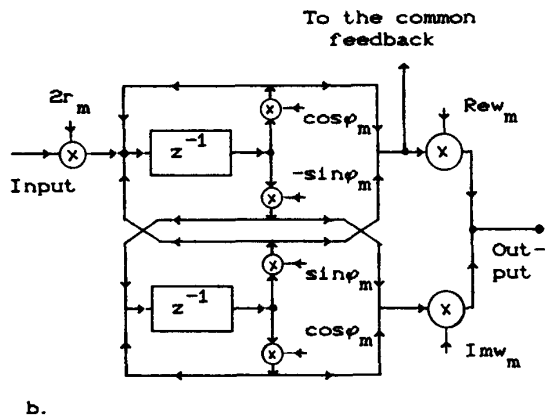 To the common
feedback
2r_m
cosφ_m
Rew_m
z^-1
Input
-sinφ_m
Out-
put
sinφ_m
z^-1
cosφ_m
Imw_m
b.